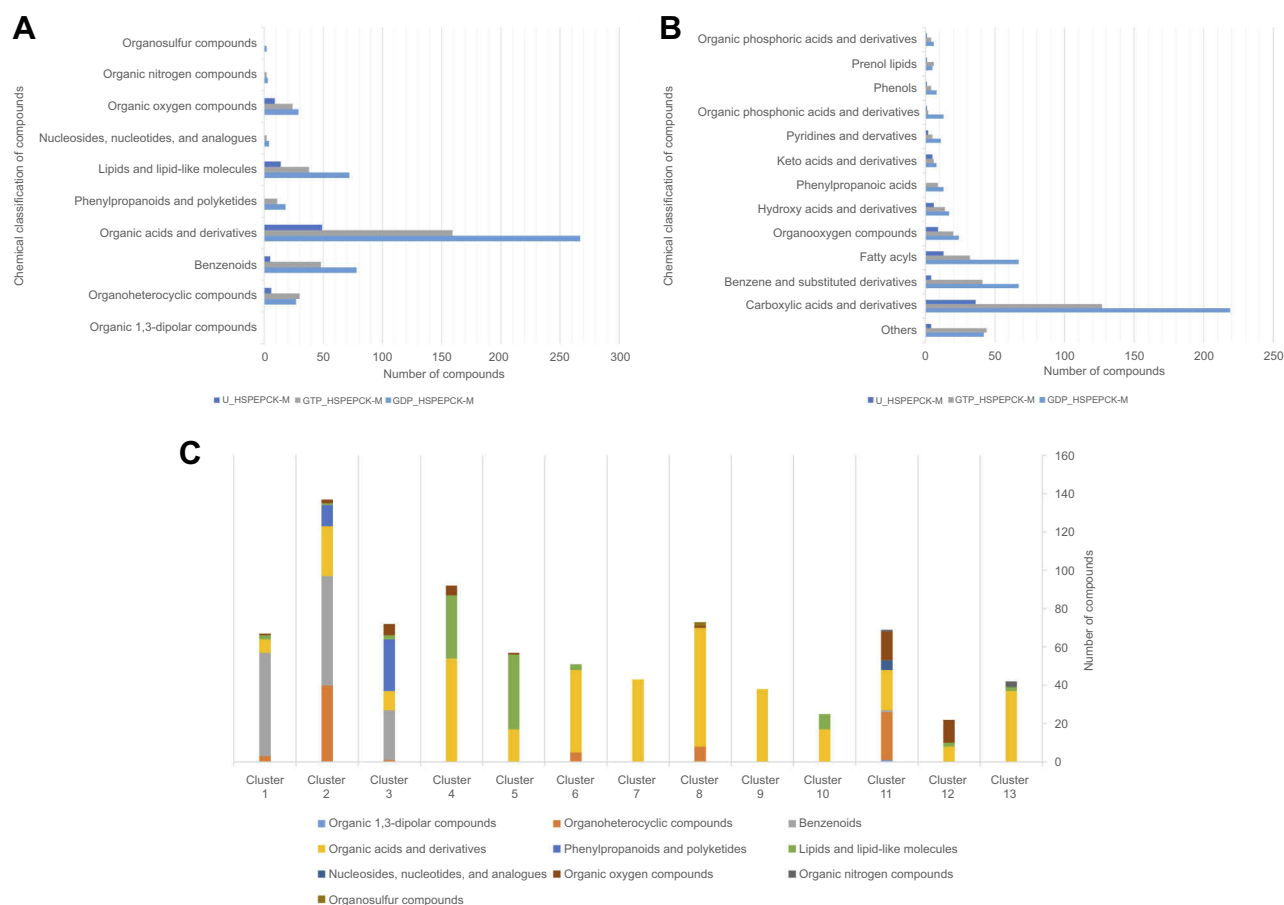 A
Chemical classification of compounds
Organosulfur compounds
Organic nitrogen compounds
Organic oxygen compounds
Nucleosides, nucleotides, and analogues
Lipids and lipid-like molecules
Phenylpropanoids and polyketides
Organic acids and derivatives
Benzenoids
Organoheterocyclic compounds
Organic 1,3-dipolar compounds
0 50 100 150 200 250 300
Number of compounds
U_HSPEPCK-M GTP_HSPEPCK-M GDP_HSPEPCK-M
B
Chemical classification of compounds
Organic phosphoric acids and derivatives
Prenol lipids
Phenols
Organic phosphonic acids and derivatives
Pyridines and dervatives
Keto acids and derivatives
Phenylpropanoic acids
Hydroxy acids and derivatives
Organooxygen compounds
Fatty acyls
Benzene and substituted derivatives
Carboxylic acids and derivatives
Others
0 50 100 150 200 250
Number of compounds
U_HSPEPCK-M GTP_HSPEPCK-M GDP_HSPEPCK-M
C
160
140
120
100
80
60
40
20
0
Number of compounds
Cluster 1
Cluster 2
Cluster 3
Cluster 4
Cluster 5
Cluster 6
Cluster 7
Cluster 8
Cluster 9
Cluster 10
Cluster 11
Cluster 12
Cluster 13
Organic 1,3-dipolar compounds Organoheterocyclic compounds Benzenoids
Organic acids and derivatives Phenylpropanoids and polyketides Lipids and lipid-like molecules
Nucleosides, nucleotides, and analogues Organic oxygen compounds Organic nitrogen compounds
Organosulfur compounds